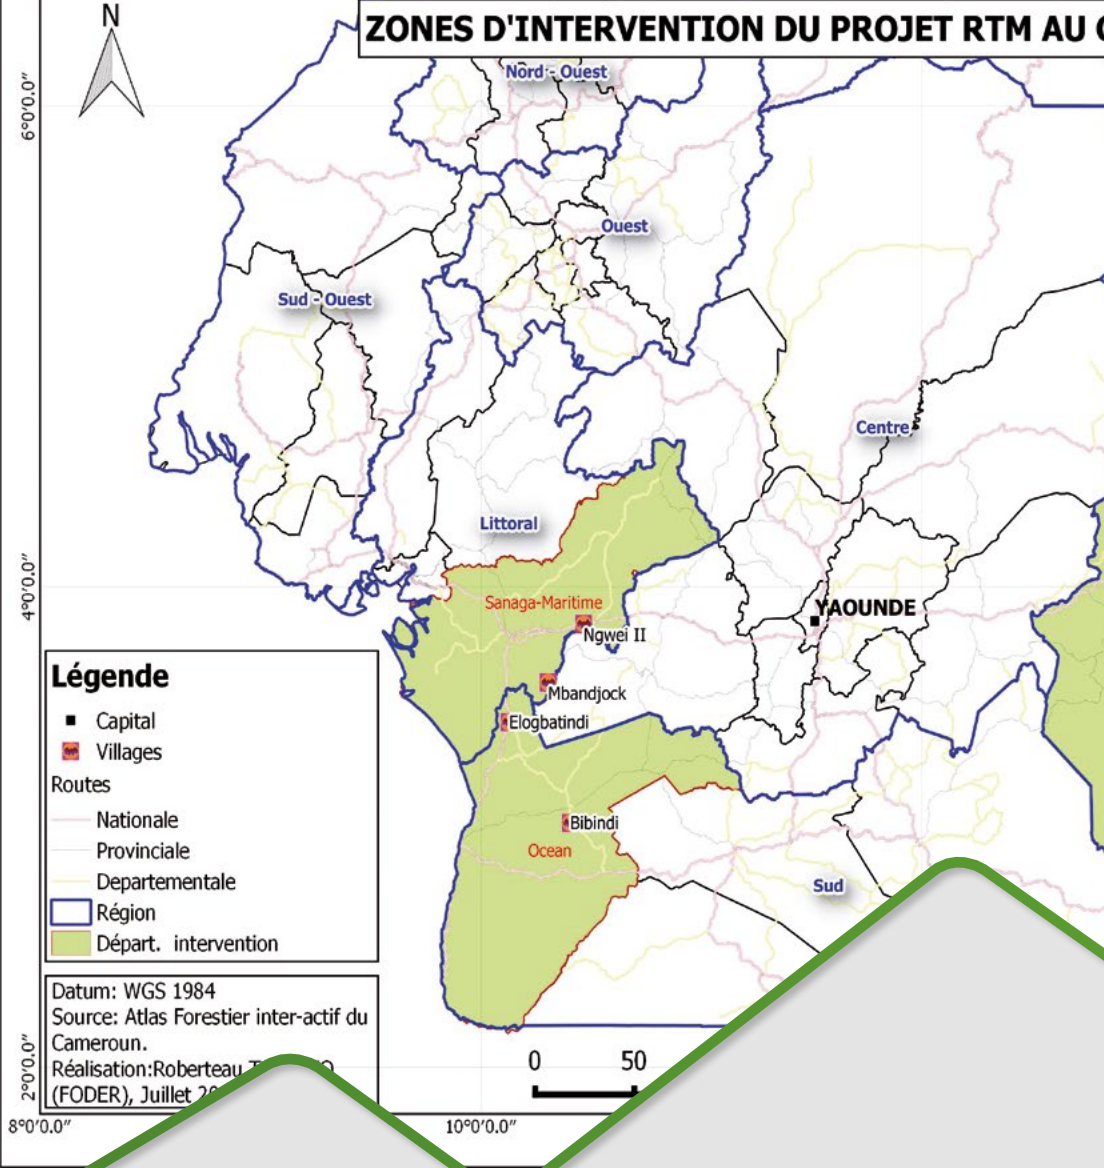 N
ZONES D'INTERVENTION DU PROJET RTM AU
6°0'0.0"
Nord - Ouest
Ouest
Sud - Ouest
Centre
Littoral
4°0'0.0"
Sanaga-Maritime
YAOUNDE
Ngwei II
Mbandjock
Elogbatindi
Bibindi
Ocean
Sud
Légende
Capital
Villages
Routes
Nationale
Provinciale
Departementale
Région
Départ. intervention
Datum: WGS 1984
Source: Atlas Forestier inter-actif du
Cameroun.
Réalisation:Roberteau
(FODER), Juillet
0 50
2°0'0.0"
8°0'0.0" 10°0'0.0"